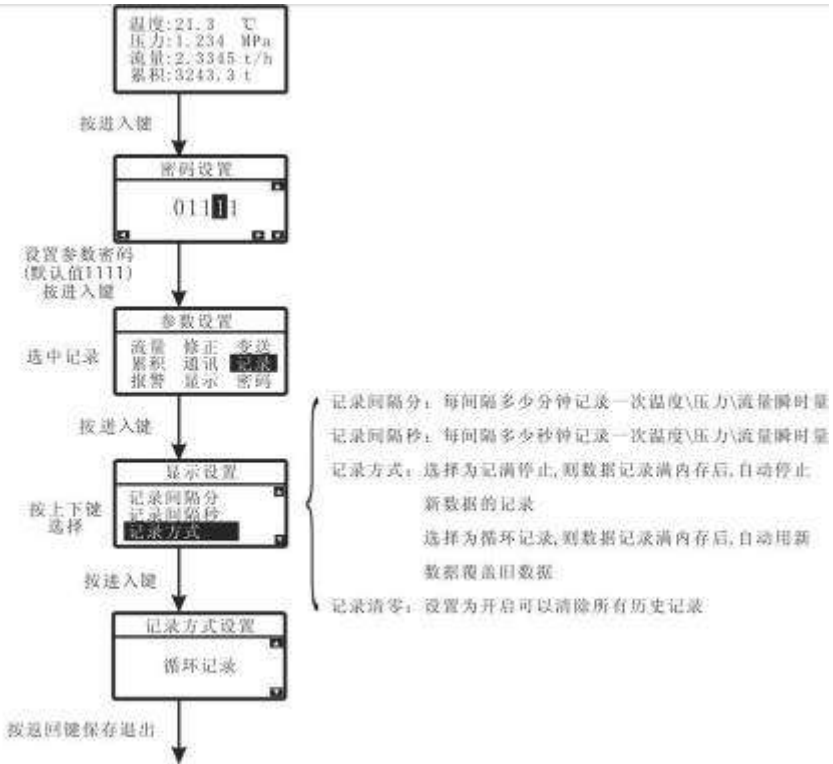 温度:21.3 ℃
压力:1.234 MPa
流量:2.3345 t/h
累积:3243.3 t
按进入键
密码设置
011111
设置参数密码
(默认值1111)
按进入键
参数设置
流量 修正 变送
累积 通讯 记录
报警 显示 密码
选中记录
按进入键
显示设置
记录间隔分
记录间隔秒
记录方式
按上下键
选择
按进入键
记录方式设置
循环记录
按返回键保存退出
记录间隔分：每间隔多少分钟记录一次温度\压力\流量瞬时量
记录间隔秒：每间隔多少秒钟记录一次温度\压力\流量瞬时量
记录方式：选择为记满停止,则数据记录满内存后,自动停止
新数据的记录
选择为循环记录,则数据记录满内存后,自动用新
数据覆盖旧数据
记录清零：设置为开启可以清除所有历史记录